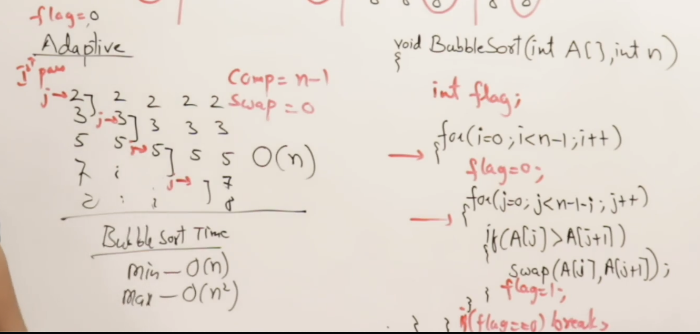 flag=0
Adaptive
1st pass
Comp = n-1
Swap = 0
j→2 2 2 2 2
3 j→3 3 3 3
5 5 5 5 5
7 j→ 7
8
O(n)
Bubble Sort Time
Min — O(n)
Max — O(n²)
void BubbleSort(int A[], int n)
{
int flag;
for(i=0; i<n-1; i++)
{
flag=0;
for(j=0; j<n-1-i; j++)
{
if(A[j]>A[j+1])
{
swap(A[j],A[j+1]);
flag=1;
} }
} } if(flag==0) break;